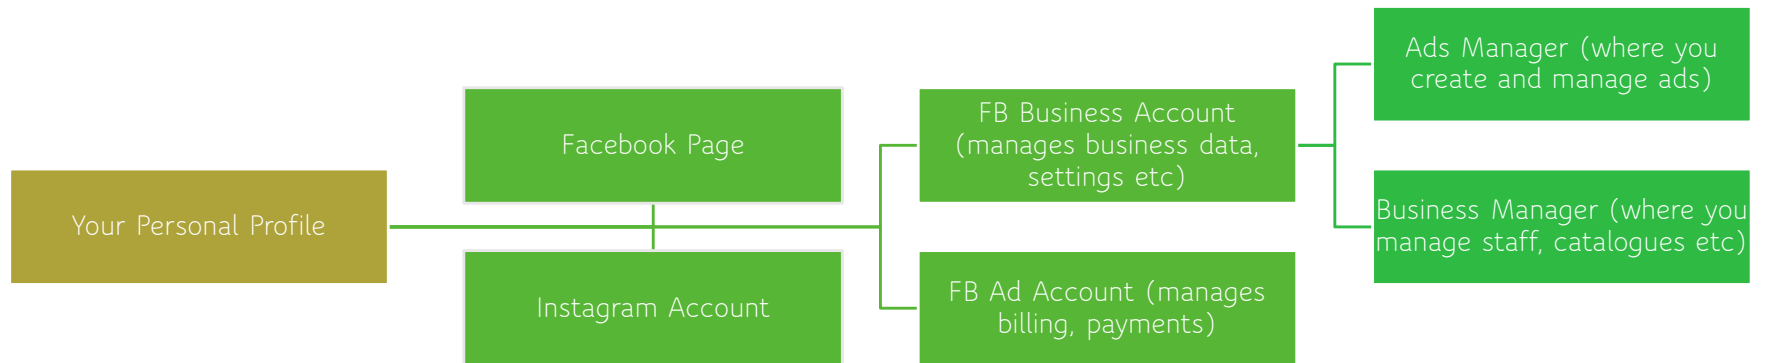 Your Personal Profile
Facebook Page
Instagram Account
FB Business Account
(manages business data,
settings etc)
FB Ad Account (manages
billing, payments)
Ads Manager (where you
create and manage ads)
Business Manager (where you
manage staff, catalogues etc)